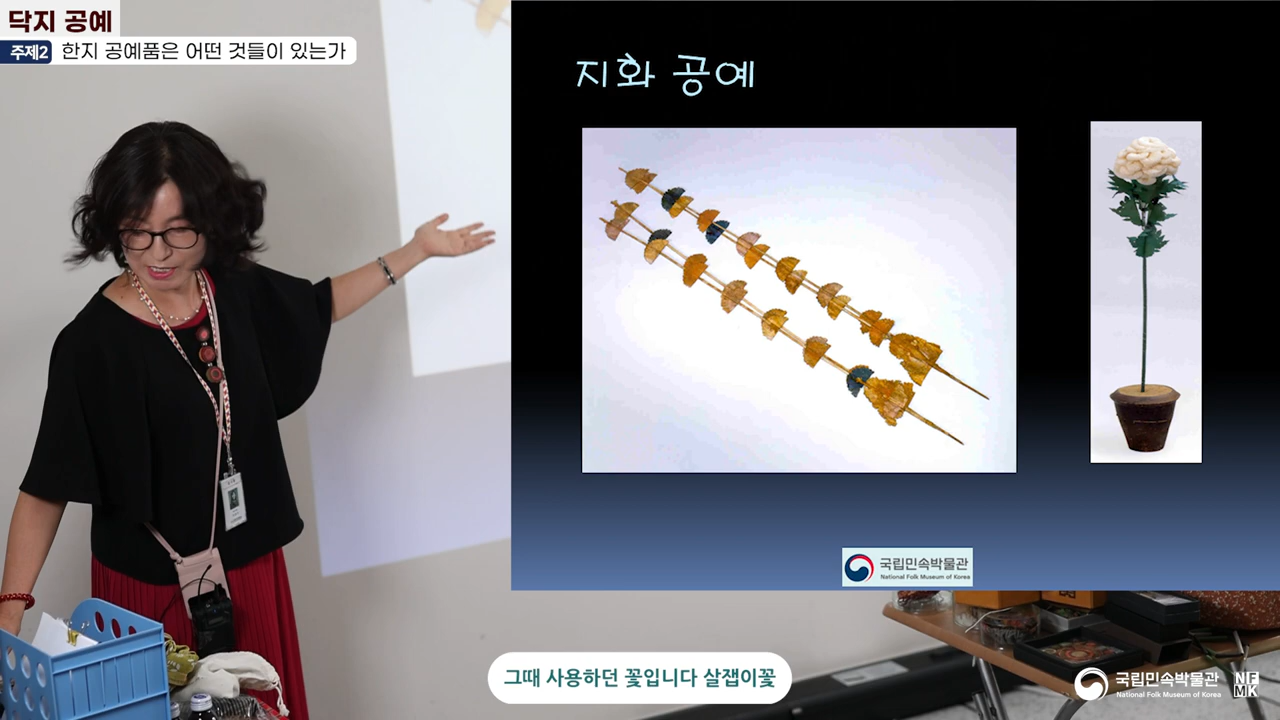 닥지 공예
주제2 한지 공예품은 어떤 것들이 있는가
지화 공예
국립민속박물관
National Folk Museum of Korea
그때 사용하던 꽃입니다 살잽이꽃
국립민속박물관
National Folk Museum of Korea
NF
MK